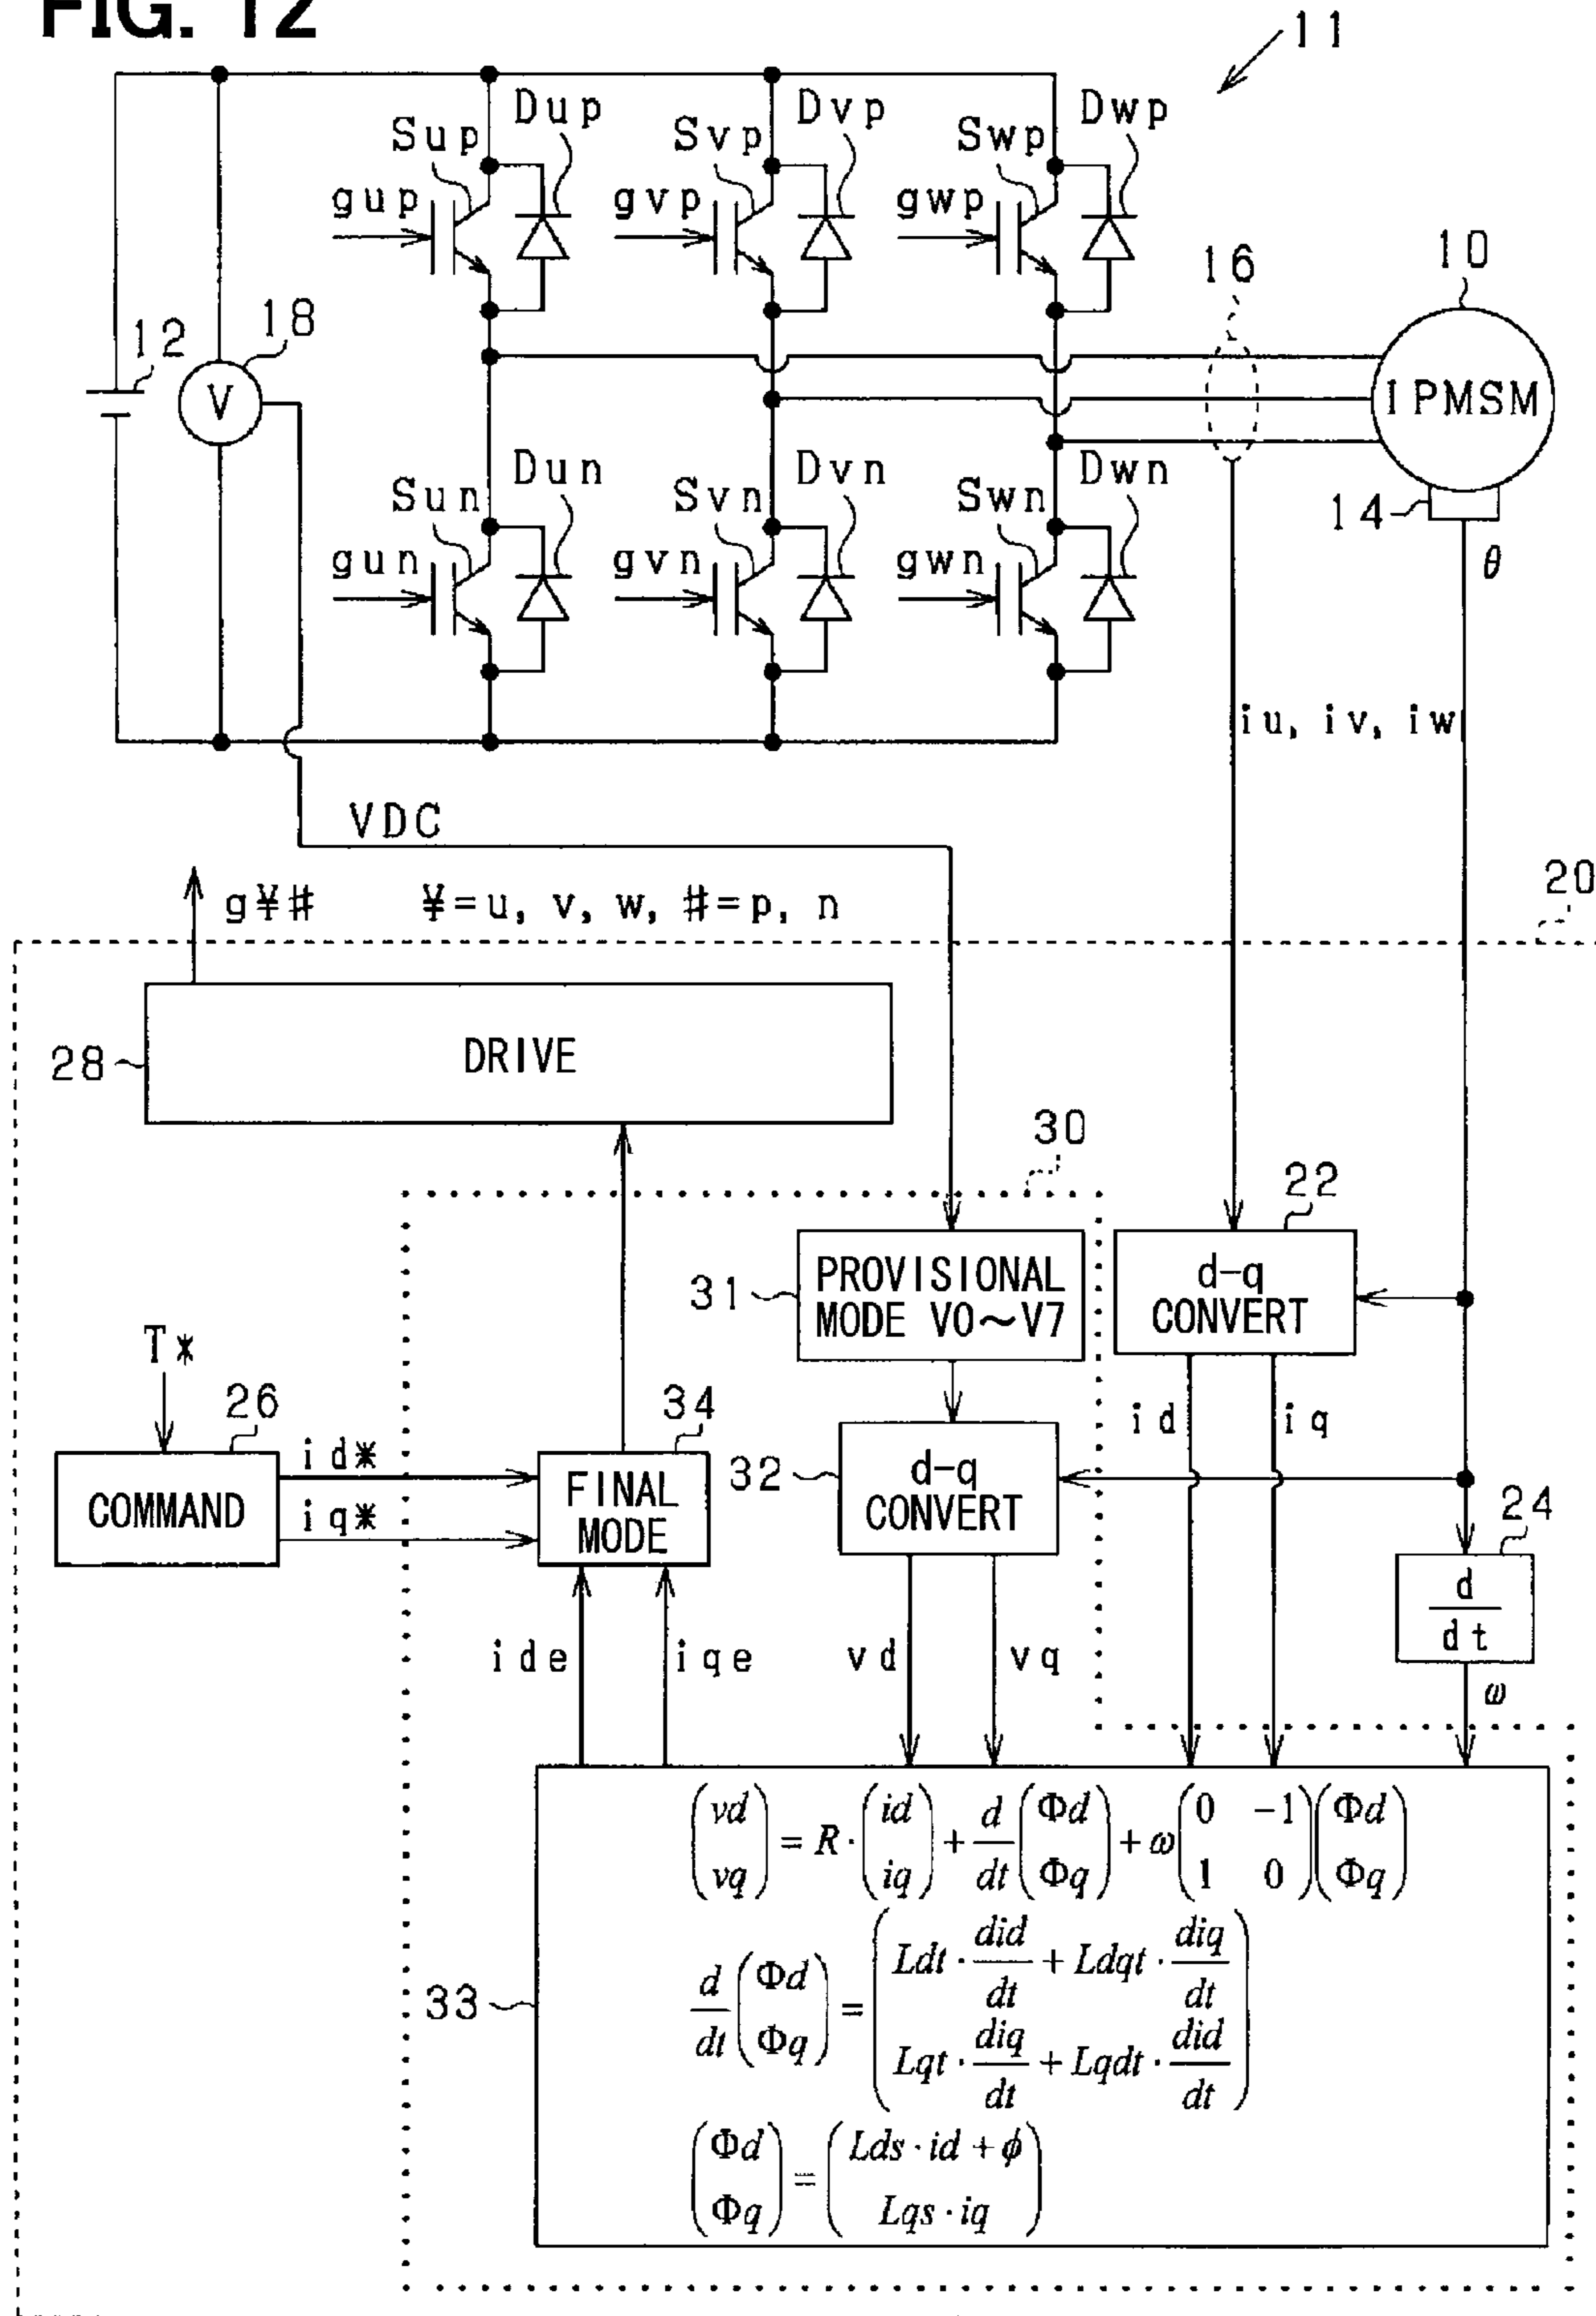 FIG. 12
11
Dup
Dvp
Dwp
Sup
Svp
Swp
gup
gvp
gwp
16
10
12
18
V
IPMSM
Dun
Dvn
Dwn
Sun
Svn
Swn
14
gun
gvn
gwn
θ
iu, iv, iw
VDC
20
g¥#
¥=u, v, w, #=p, n
28
DRIVE
30
22
31
PROVISIONAL
MODE V0～V7
d-q
CONVERT
T*
26
34
id
iq
id*
32
d-q
CONVERT
COMMAND
FINAL
MODE
iq*
24
d/dt
ide
iqe
vd
vq
ω
(vd vq) = R·(id iq) + d/dt (Φd Φq) + ω(0 -1 1 0)(Φd Φq)
33
d/dt (Φd Φq) = (Ldt·did/dt + Ldqt·diq/dt Lqt·diq/dt + Lqdt·did/dt)
(Φd Φq) = (Lds·id+ϕ Lqs·iq)